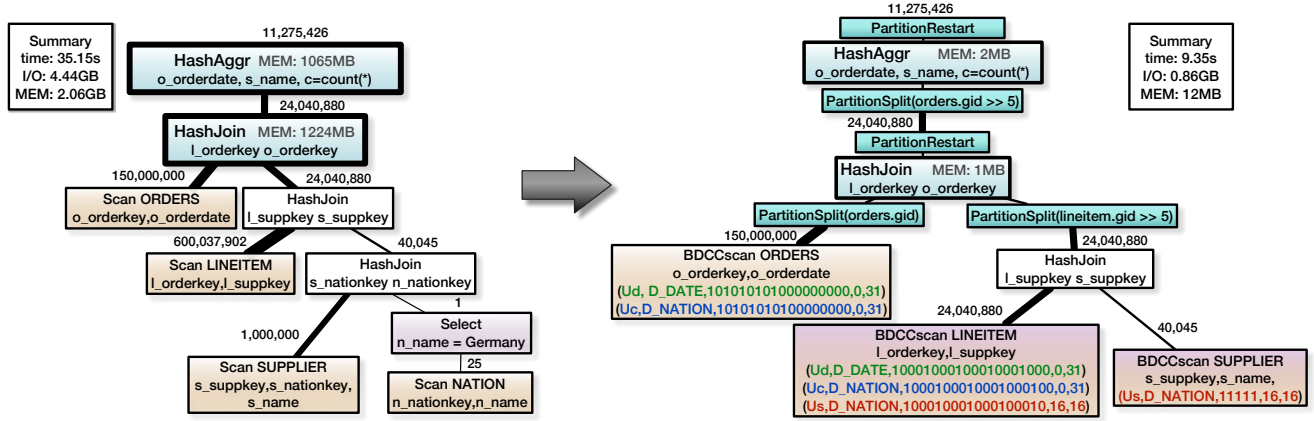 Summary
time: 35.15s
I/O: 4.44GB
MEM: 2.06GB
11,275,426
HashAggr MEM: 1065MB
o_orderdate, s_name, c=count(*)
24,040,880
HashJoin MEM: 1224MB
l_orderkey o_orderkey
150,000,000
24,040,880
Scan ORDERS
o_orderkey,o_orderdate
HashJoin
l_suppkey s_suppkey
600,037,902
40,045
Scan LINEITEM
l_orderkey,l_suppkey
HashJoin
s_nationkey n_nationkey
1
1,000,000
Select
n_name = Germany
25
Scan SUPPLIER
s_suppkey,s_nationkey,
s_name
Scan NATION
n_nationkey,n_name
11,275,426
PartitionRestart
HashAggr MEM: 2MB
o_orderdate, s_name, c=count(*)
PartitionSplit(orders.gid >> 5)
24,040,880
PartitionRestart
HashJoin MEM: 1MB
l_orderkey o_orderkey
PartitionSplit(orders.gid)
PartitionSplit(lineitem.gid >> 5)
150,000,000
24,040,880
BDCCscan ORDERS
o_orderkey,o_orderdate
(Ud, D_DATE,101010101000000000,0,31)
(Uc,D_NATION,10101010100000000,0,31)
HashJoin
l_suppkey s_suppkey
24,040,880
40,045
BDCCscan LINEITEM
l_orderkey,l_suppkey
(Ud,D_DATE,10001000100010001000,0,31)
(Uc,D_NATION,1000100010001000100,0,31)
(Us,D_NATION,100010001000100010,16,16)
BDCCscan SUPPLIER
s_suppkey,s_name,
(Us,D_NATION,11111,16,16)
Summary
time: 9.35s
I/O: 0.86GB
MEM: 12MB